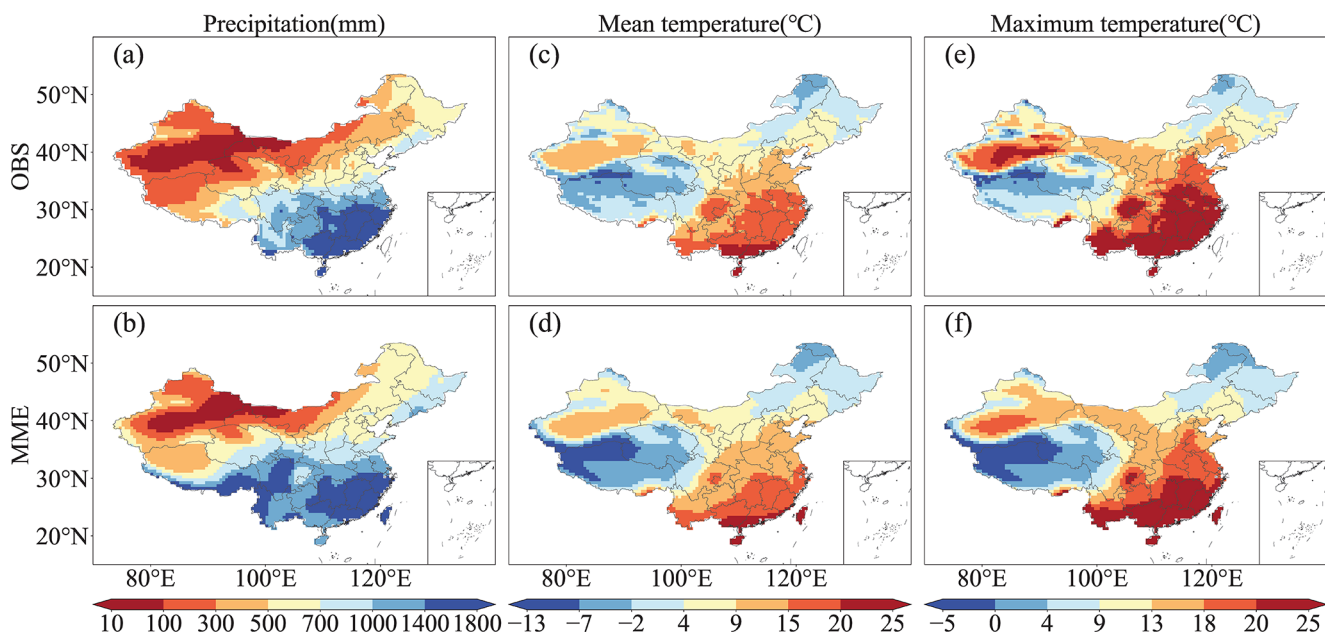 Precipitation(mm) Mean temperature(°C) Maximum temperature(°C)
(a) (c) (e)
50°N
40°N
30°N
20°N
OBS
(b) (d) (f)
50°N
40°N
30°N
20°N
MME
80°E 100°E 120°E 80°E 100°E 120°E 80°E 100°E 120°E
10 100 300 500 700 1000 1400 1800 −13 −7 −2 4 9 15 20 25 −5 0 4 9 13 18 20 25